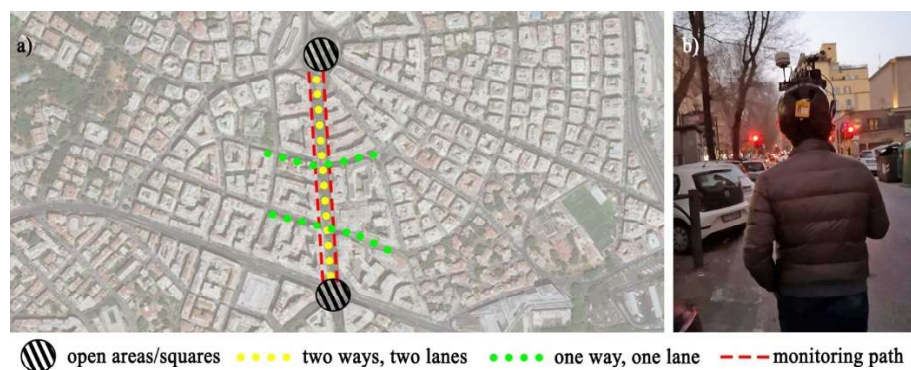 a)
b)
open areas/squares two ways, two lanes one way, one lane monitoring path